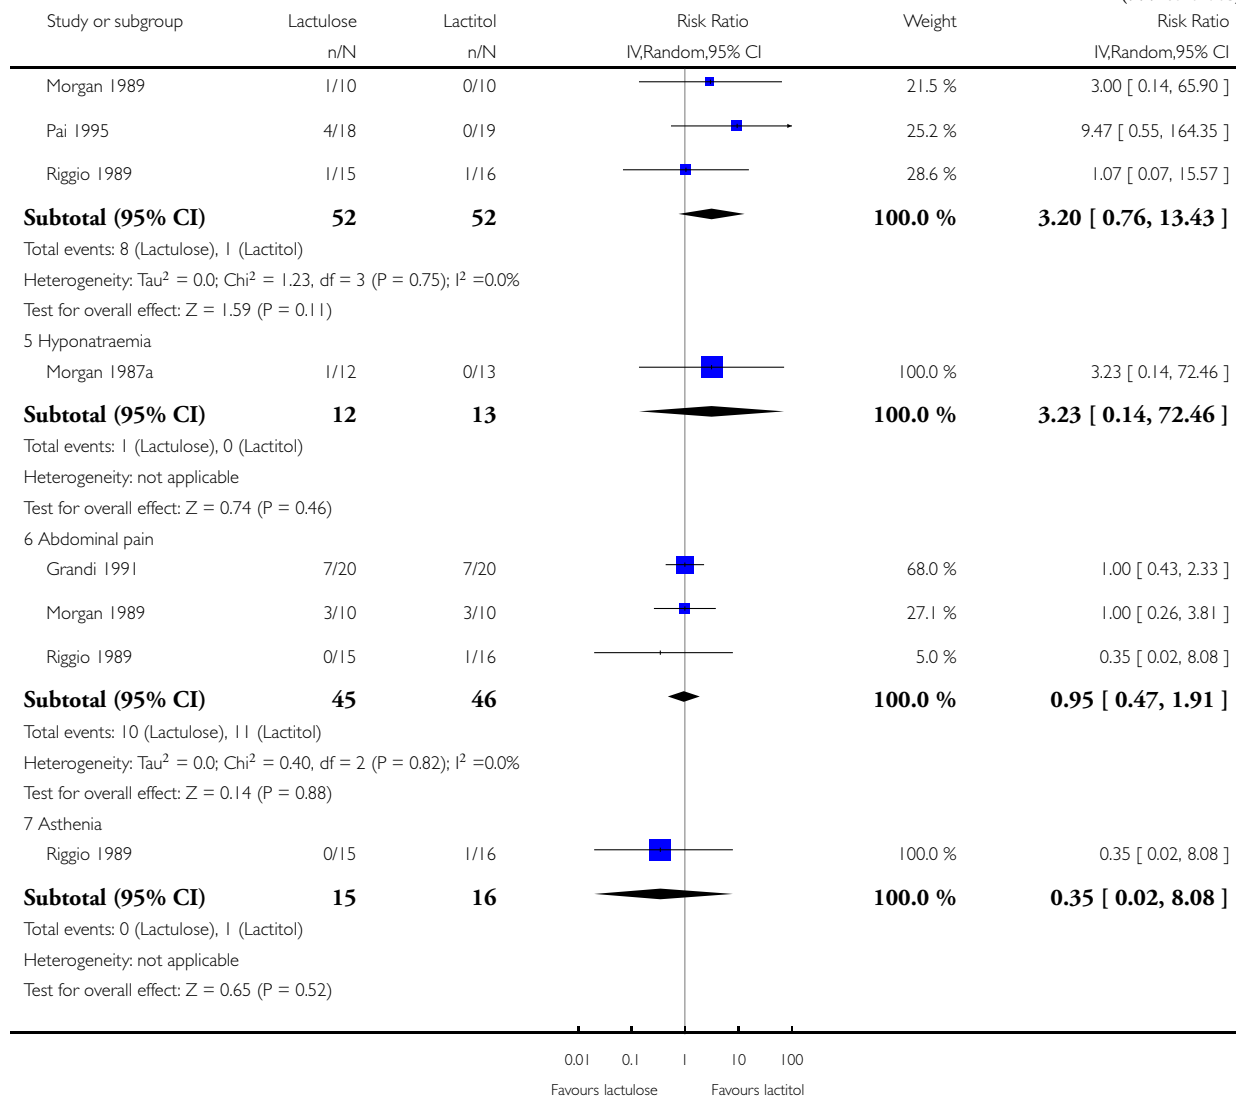 Study or subgroup Lactulose Lactitol Risk Ratio Weight Risk Ratio
n/N n/N IV,Random,95% CI IV,Random,95% CI
Morgan 1989 1/10 0/10 21.5 % 3.00 [ 0.14, 65.90 ]
Pai 1995 4/18 0/19 25.2 % 9.47 [ 0.55, 164.35 ]
Riggio 1989 1/15 1/16 28.6 % 1.07 [ 0.07, 15.57 ]
Subtotal (95% CI) 52 52 100.0 % 3.20 [ 0.76, 13.43 ]
Total events: 8 (Lactulose), 1 (Lactitol)
Heterogeneity: Tau² = 0.0; Chi² = 1.23, df = 3 (P = 0.75); I² =0.0%
Test for overall effect: Z = 1.59 (P = 0.11)
5 Hyponatraemia
Morgan 1987a 1/12 0/13 100.0 % 3.23 [ 0.14, 72.46 ]
Subtotal (95% CI) 12 13 100.0 % 3.23 [ 0.14, 72.46 ]
Total events: 1 (Lactulose), 0 (Lactitol)
Heterogeneity: not applicable
Test for overall effect: Z = 0.74 (P = 0.46)
6 Abdominal pain
Grandi 1991 7/20 7/20 68.0 % 1.00 [ 0.43, 2.33 ]
Morgan 1989 3/10 3/10 27.1 % 1.00 [ 0.26, 3.81 ]
Riggio 1989 0/15 1/16 5.0 % 0.35 [ 0.02, 8.08 ]
Subtotal (95% CI) 45 46 100.0 % 0.95 [ 0.47, 1.91 ]
Total events: 10 (Lactulose), 11 (Lactitol)
Heterogeneity: Tau² = 0.0; Chi² = 0.40, df = 2 (P = 0.82); I² =0.0%
Test for overall effect: Z = 0.14 (P = 0.88)
7 Asthenia
Riggio 1989 0/15 1/16 100.0 % 0.35 [ 0.02, 8.08 ]
Subtotal (95% CI) 15 16 100.0 % 0.35 [ 0.02, 8.08 ]
Total events: 0 (Lactulose), 1 (Lactitol)
Heterogeneity: not applicable
Test for overall effect: Z = 0.65 (P = 0.52)
0.01 0.1 1 10 100
Favours lactulose Favours lactitol